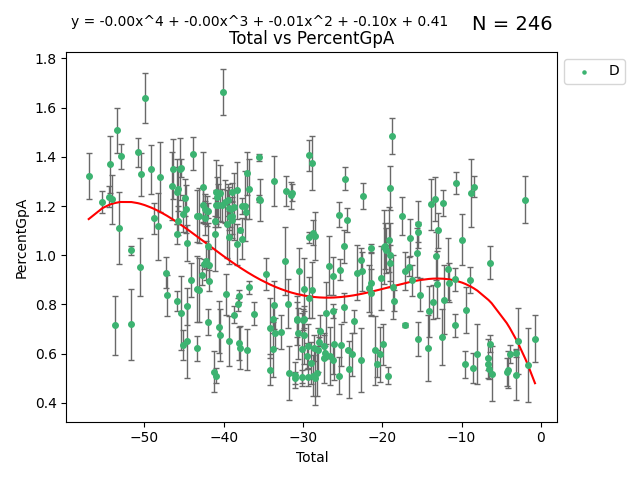 y = -0.00x^4 + -0.00x^3 + -0.01x^2 + -0.10x + 0.41
N = 246
Total vs PercentGpA
D
PercentGpA
1.8
1.6
1.4
1.2
1.0
0.8
0.6
0.4
−50
−40
−30
−20
−10
0
Total